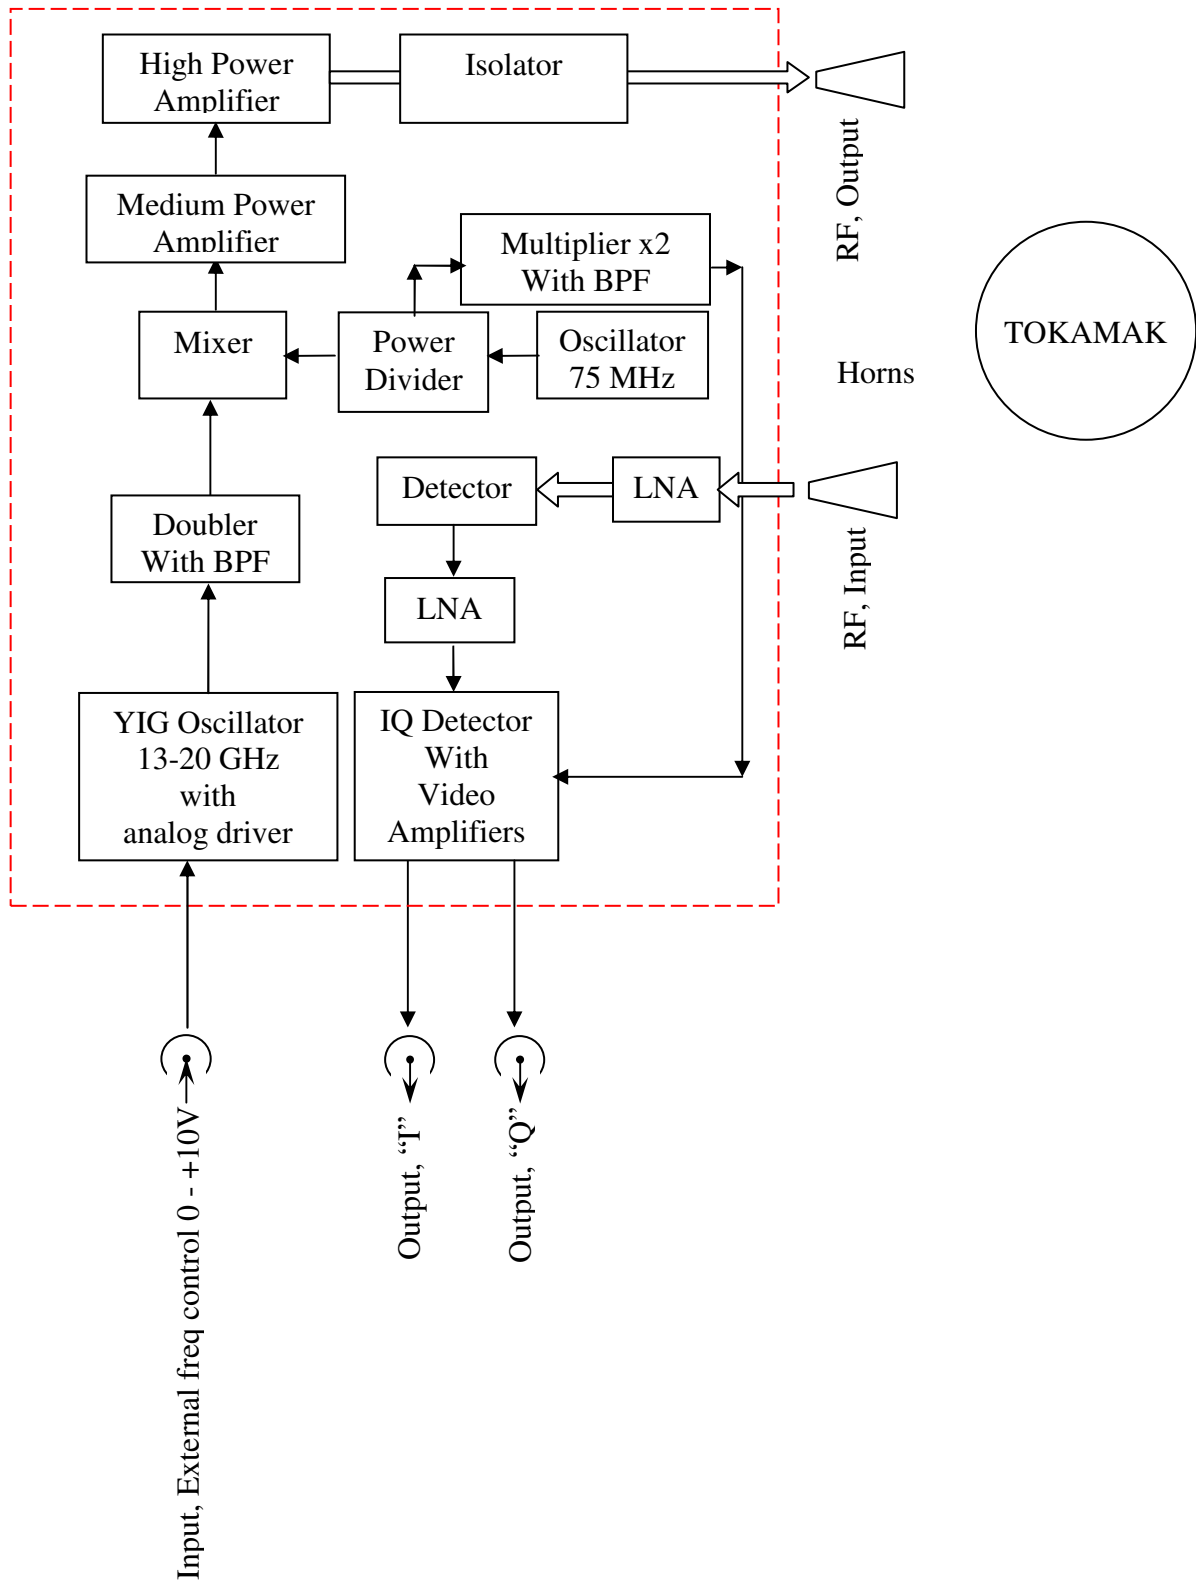 High Power
Amplifier
Isolator
RF, Output
Medium Power
Amplifier
Multiplier x2
With BPF
Mixer
Power
Divider
Oscillator
75 MHz
Horns
TOKAMAK
Detector
LNA
RF, Input
Doubler
With BPF
LNA
YIG Oscillator
13-20 GHz
with
analog driver
IQ Detector
With
Video
Amplifiers
Input, External freq control 0 - +10V
Output, “I”
Output, “Q”